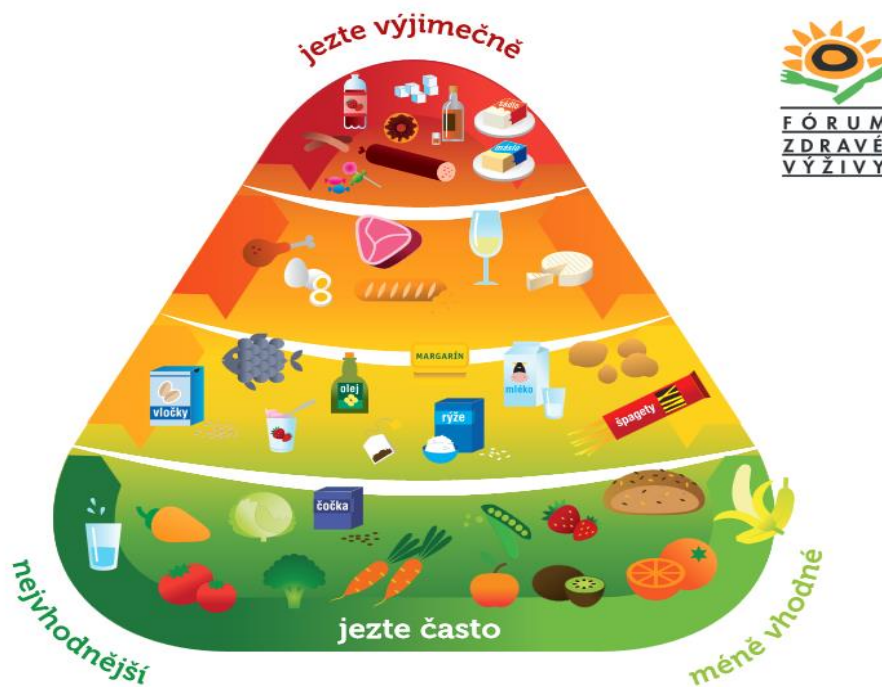 jezte výjimečně
FÓRUM
ZDRAVÉ
VÝŽIVY
sádlo
máslo
MARGARÍN
olej
mléko
vločky
rýže
špagety
čočka
nejvhodnější
jezte často
méně vhodné